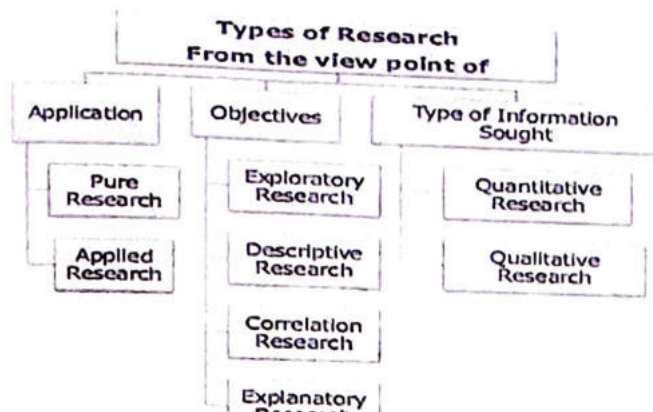 Types of Research
From the view point of
Application
Objectives
Type of Information
Sought
Pure
Research
Applied
Research
Exploratory
Research
Descriptive
Research
Correlation
Research
Explanatory
Quantitative
Research
Qualitative
Research